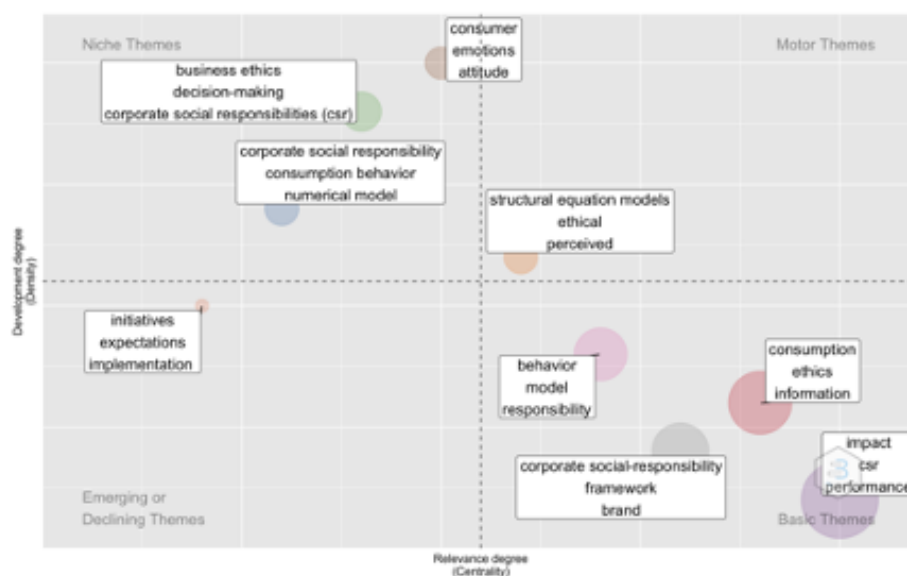 Niche Themes
consumer
emotions
attitude
Motor Themes
business ethics
decision-making
corporate social responsibilities (csr)
corporate social responsibility
consumption behavior
numerical model
structural equation models
ethical
perceived
Development degree
(Density)
initiatives
expectations
implementation
behavior
model
responsibility
consumption
ethics
information
corporate social-responsibility
framework
brand
impact
csr
performance
Emerging or
Declining Themes
Basic Themes
Relevance degree
(Centrality)